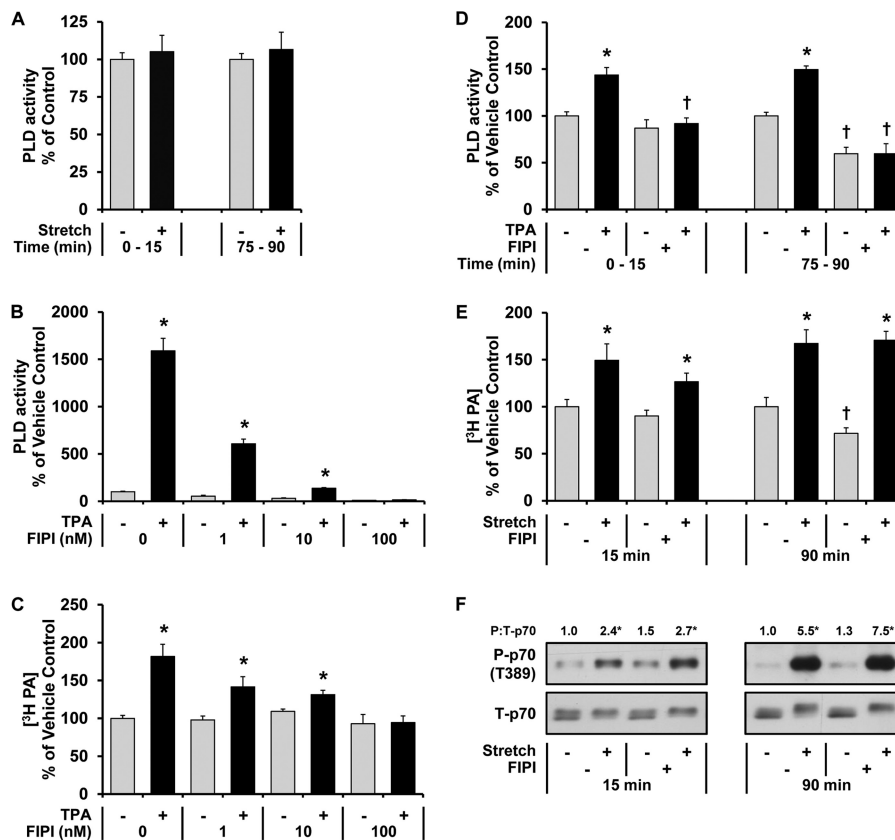 A
PLD activity
% of Control
125
100
75
50
25
0
Stretch - + - +
Time (min) 0 - 15 75 - 90
B
PLD activity
% of Vehicle Control
2000
1500
1000
500
0
* * *
TPA - + - + - + - +
FIPI (nM) 0 1 10 100
C
[³H PA]
% of Vehicle Control
250
200
150
100
50
0
* * *
TPA - + - + - + - +
FIPI (nM) 0 1 10 100
D
PLD activity
% of Vehicle Control
200
150
100
50
0
* † * † †
TPA - + - + - + - +
FIPI - + - +
Time (min) 0 - 15 75 - 90
E
[³H PA]
% of Vehicle Control
200
150
100
50
0
* * * † *
Stretch - + - + - + - +
FIPI - + - +
15 min 90 min
F
P:T-p70 1.0 2.4* 1.5 2.7* 1.0 5.5* 1.3 7.5*
P-p70
(T389)
T-p70
Stretch - + - + - + - +
FIPI - + - +
15 min 90 min